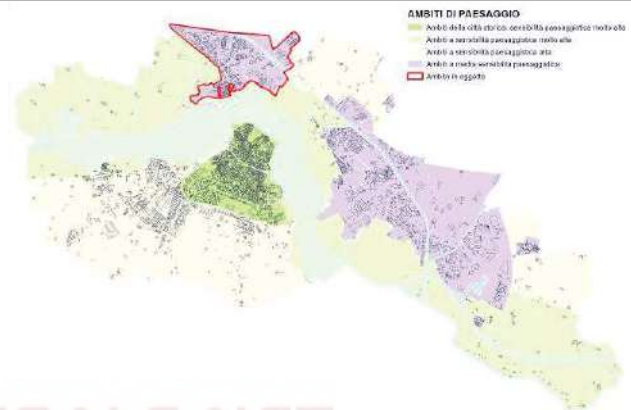 AMBITI DI PAESAGGIO
Ambiti della città storica: sensibilità paesaggistica molto alta
Ambiti a sensibilità paesaggistica molto alta
Ambiti a sensibilità paesaggistica alta
Ambiti a media sensibilità paesaggistica
Ambito in oggetto